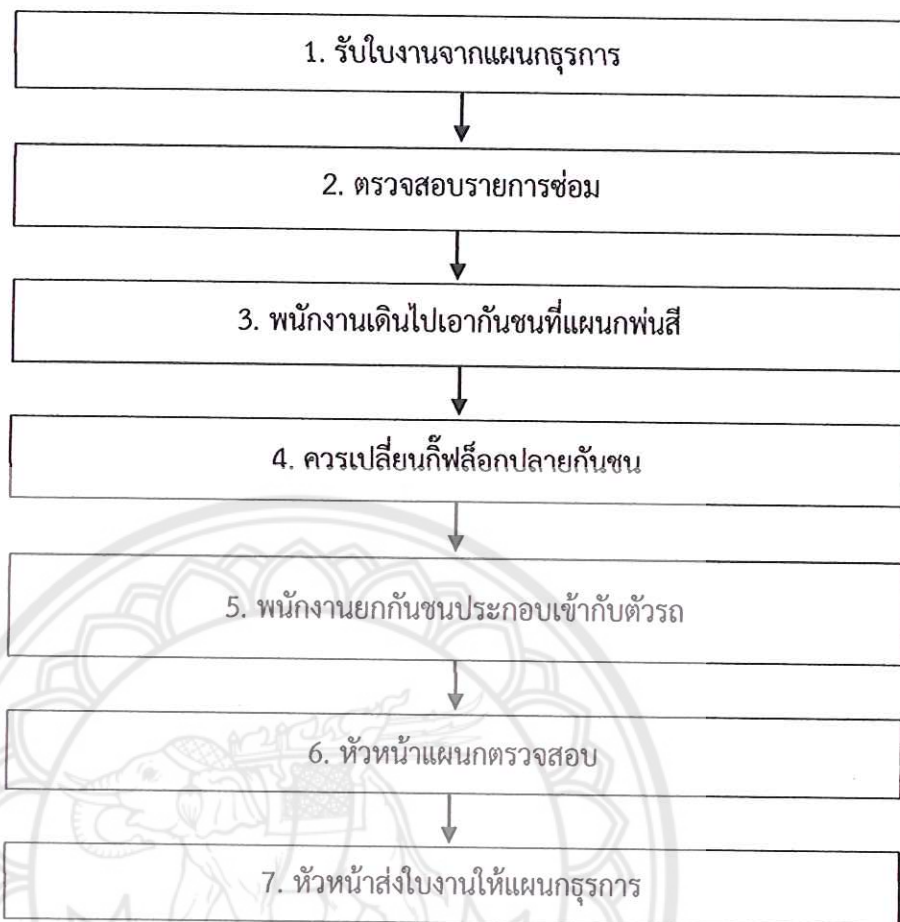 1. รับใบงานจากแผนกธุรการ
2. ตรวจสอบรายการซ่อม
3. พนักงานเดินไปเอากันชนที่แผนกพ่นสี
4. ควรเปลี่ยนกิ๊ฟล็อกปลายกันชน
5. พนักงานยกกันชนประกอบเข้ากับตัวรถ
6. หัวหน้าแผนกตรวจสอบ
7. หัวหน้าส่งใบงานให้แผนกธุรการ